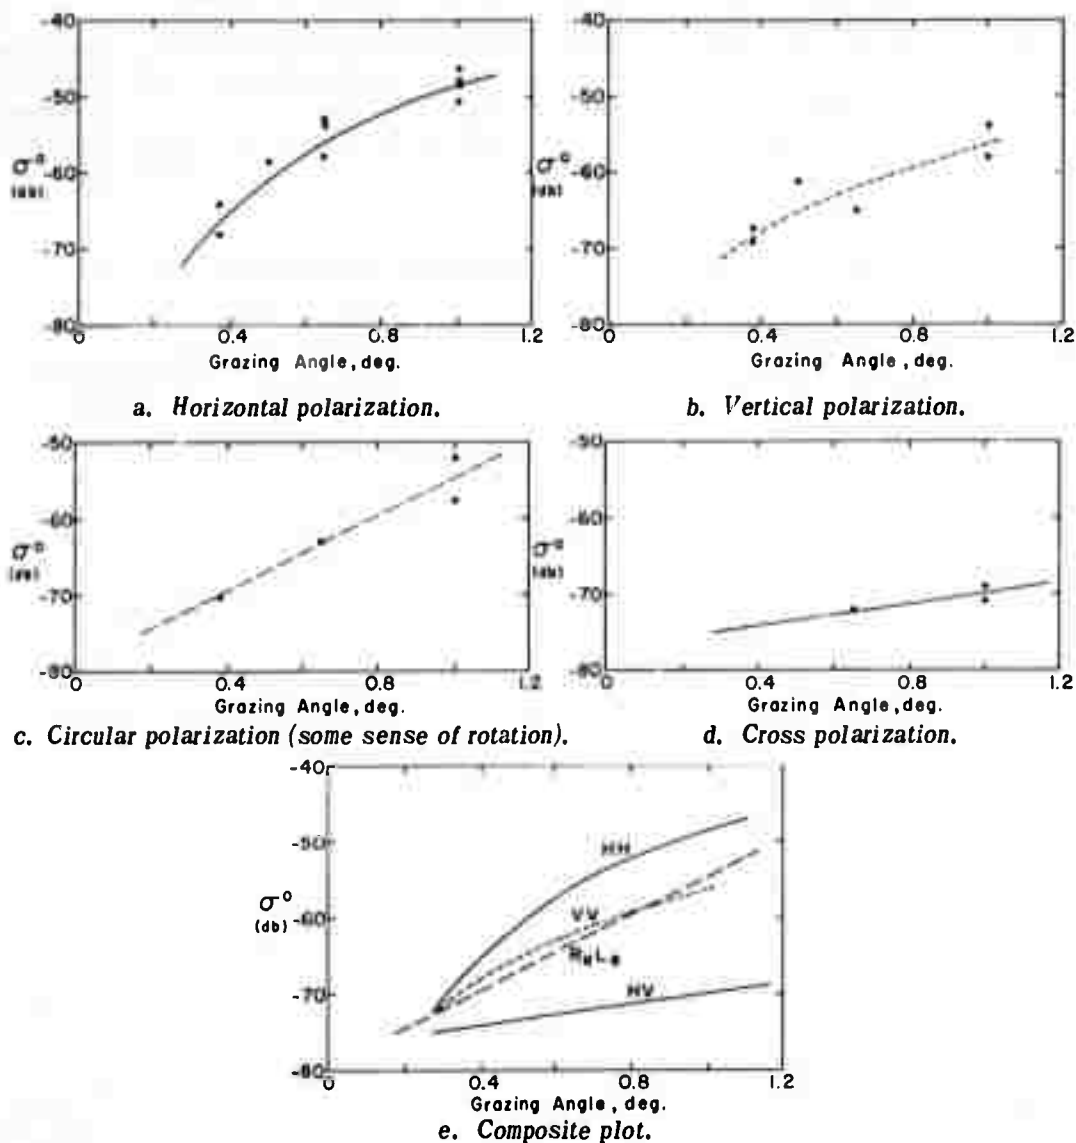 -40
-50
σ°
(db)
-60
-70
-80
0 0.4 0.8 1.2
Grazing Angle, deg.
a. Horizontal polarization.
-40
-50
σ°
(db)
-60
-70
-80
0 0.4 0.8 1.2
Grazing Angle, deg.
b. Vertical polarization.
-50
-60
σ°
(db)
-70
-80
0 0.4 0.8 1.2
Grazing Angle, deg.
c. Circular polarization (some sense of rotation).
-50
-60
σ°
(db)
-70
-80
0 0.4 0.8 1.2
Grazing Angle, deg.
d. Cross polarization.
-40
-50
σ°
(db)
-60
-70
-80
HH
VV
HV
0 0.4 0.8 1.2
Grazing Angle, deg.
e. Composite plot.